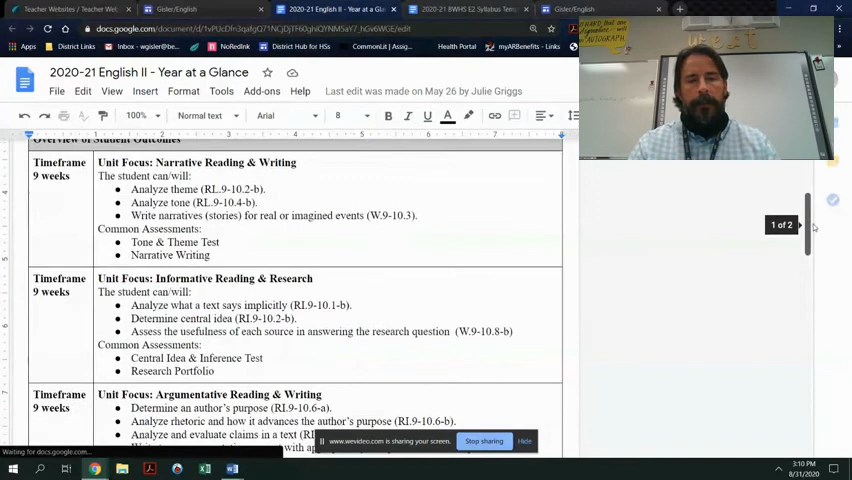 Teacher Websites / Teacher Web
Gisler/English
2020-21 English II - Year at a Gla
2020-21 BWHS E2 Syllabus Temp
Gisler/English
docs.google.com/document/d/1vPUcDfn3qafgQ71NCjDjTF60ghiQYNM5aY7_hGv6WGE/edit
Apps
District Links
Inbox - wgisler@ber
NoRedInk
District Hub for HSs
CommonLit | Assig
Health Portal
myARBenefits - Log
2020-21 English II - Year at a Glance
File Edit View Insert Format Tools Add-ons Help
Last edit was made on May 26 by Julie Griggs
100% Normal text Arial 8 B I U A
Overview of Student Outcomes
Timeframe
9 weeks
Unit Focus: Narrative Reading & Writing
The student can/will:
● Analyze theme (RL.9-10.2-b).
● Analyze tone (RL.9-10.4-b).
● Write narratives (stories) for real or imagined events (W.9-10.3).
Common Assessments:
● Tone & Theme Test
● Narrative Writing
Timeframe
9 weeks
Unit Focus: Informative Reading & Research
The student can/will:
● Analyze what a text says implicitly (RI.9-10.1-b).
● Determine central idea (RI.9-10.2-b).
● Assess the usefulness of each source in answering the research question (W.9-10.8-b)
Common Assessments:
● Central Idea & Inference Test
● Research Portfolio
Timeframe
9 weeks
Unit Focus: Argumentative Reading & Writing
● Determine an author's purpose (RI.9-10.6-a).
● Analyze rhetoric and how it advances the author's purpose (RI.9-10.6-b).
● Analyze and evaluate claims in a text (RI
1 of 2
www.wevideo.com is sharing your screen.
Stop sharing
Hide
Waiting for docs.google.com...
3:10 PM
8/31/2020